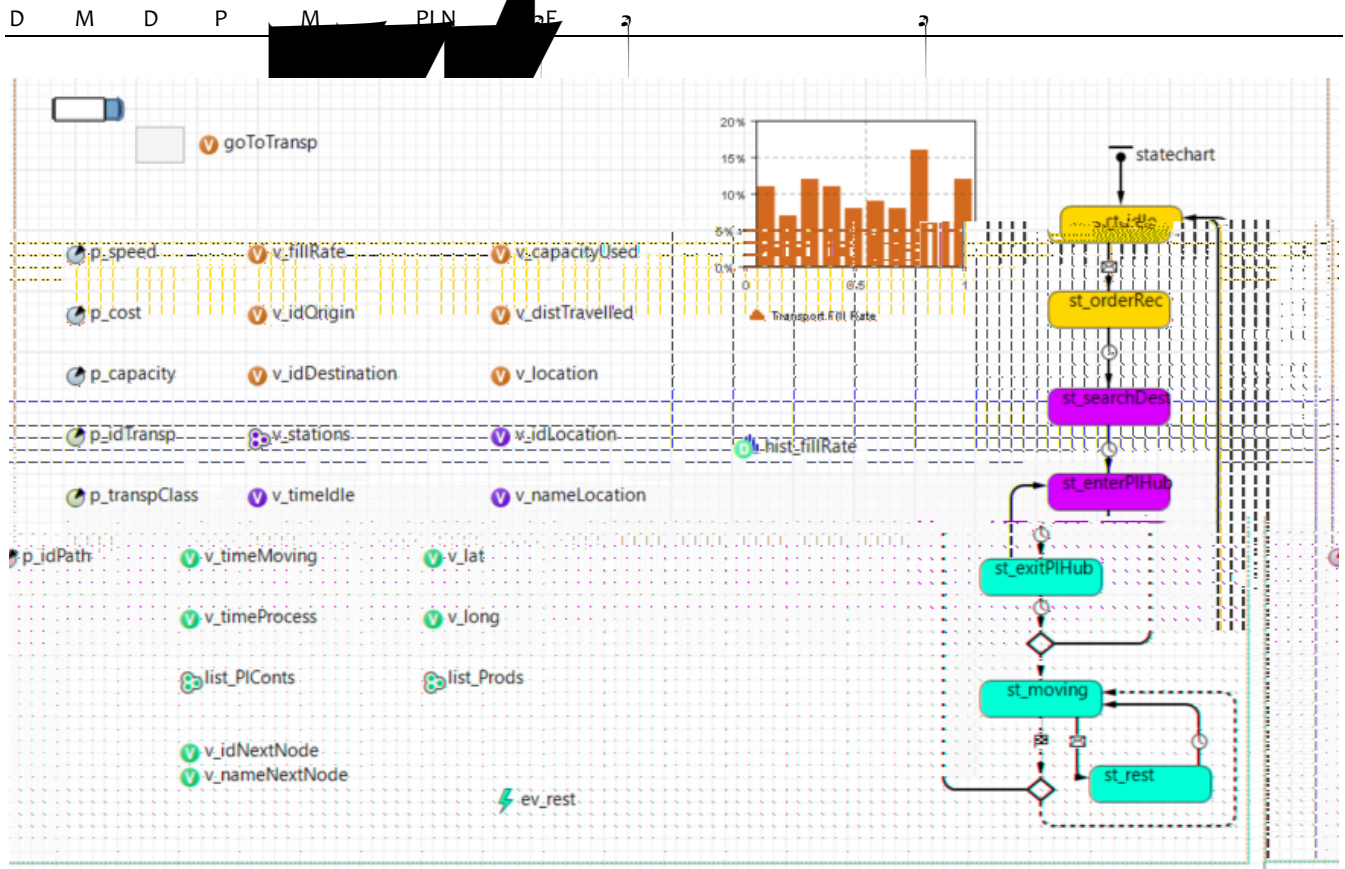 D M D P M PI N F
goToTransp
20%
15%
10%
5%
0%
0 0.5 1
Transport Fill Rate
statechart
st_idle
p_speed v_fillRate v_capacityUsed
st_orderRec
p_cost v_idOrigin v_distTravelled
p_capacity v_idDestination v_location
st_searchDest
p_idTransp v_stations v_idLocation
hist_fillRate
st_enterPIHub
p_transpClass v_timeIdle v_nameLocation
p_idPath v_timeMoving v_lat
st_exitPIHub
v_timeProcess v_long
list_PIConts list_Prods
st_moving
v_idNextNode
v_nameNextNode
st_rest
ev_rest